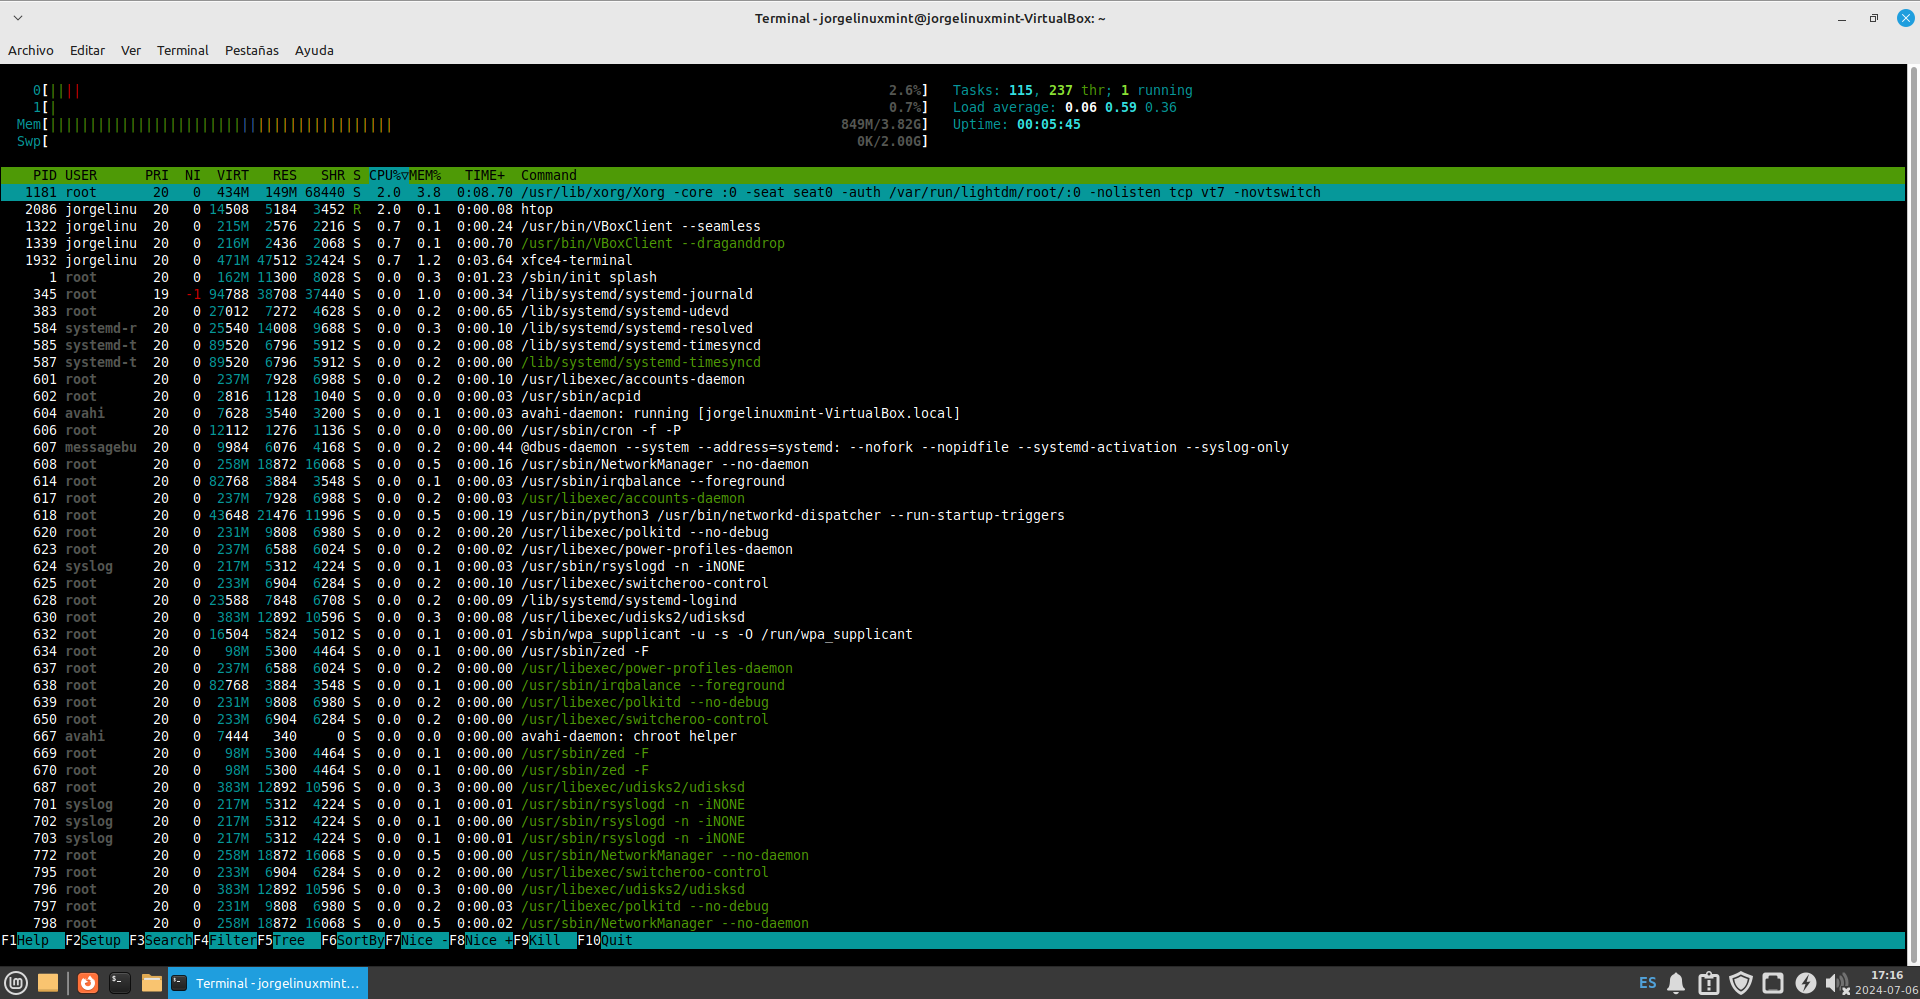 Terminal - jorgelinuxmint@jorgelinuxmint-VirtualBox: ~
Archivo Editar Ver Terminal Pestañas Ayuda
0[|||| 2.6%] Tasks: 115, 237 thr; 1 running
1[| 0.7%] Load average: 0.06 0.59 0.36
Mem[||||||||||||||||||||||||||||||||||||||||||| 849M/3.82G] Uptime: 00:05:45
Swp[ 0K/2.00G]
PID USER PRI NI VIRT RES SHR S CPU%▽MEM% TIME+ Command
1181 root 20 0 434M 149M 68440 S 2.0 3.8 0:08.70 /usr/lib/xorg/Xorg -core :0 -seat seat0 -auth /var/run/lightdm/root/:0 -nolisten tcp vt7 -novtswitch
2086 jorgelinu 20 0 14508 5184 3452 R 2.0 0.1 0:00.08 htop
1322 jorgelinu 20 0 215M 2576 2216 S 0.7 0.1 0:00.24 /usr/bin/VBoxClient --seamless
1339 jorgelinu 20 0 216M 2436 2068 S 0.7 0.1 0:00.70 /usr/bin/VBoxClient --draganddrop
1932 jorgelinu 20 0 471M 47512 32424 S 0.7 1.2 0:03.64 xfce4-terminal
1 root 20 0 162M 11300 8028 S 0.0 0.3 0:01.23 /sbin/init splash
345 root 19 -1 94788 38708 37440 S 0.0 1.0 0:00.34 /lib/systemd/systemd-journald
383 root 20 0 27012 7272 4628 S 0.0 0.2 0:00.65 /lib/systemd/systemd-udevd
584 systemd-r 20 0 25540 14008 9688 S 0.0 0.3 0:00.10 /lib/systemd/systemd-resolved
585 systemd-t 20 0 89520 6796 5912 S 0.0 0.2 0:00.08 /lib/systemd/systemd-timesyncd
587 systemd-t 20 0 89520 6796 5912 S 0.0 0.2 0:00.00 /lib/systemd/systemd-timesyncd
601 root 20 0 237M 7928 6988 S 0.0 0.2 0:00.10 /usr/libexec/accounts-daemon
602 root 20 0 2816 1128 1040 S 0.0 0.0 0:00.03 /usr/sbin/acpid
604 avahi 20 0 7628 3540 3200 S 0.0 0.1 0:00.03 avahi-daemon: running [jorgelinuxmint-VirtualBox.local]
606 root 20 0 12112 1276 1136 S 0.0 0.0 0:00.00 /usr/sbin/cron -f -P
607 messagebu 20 0 9984 6076 4168 S 0.0 0.2 0:00.44 @dbus-daemon --system --address=systemd: --nofork --nopidfile --systemd-activation --syslog-only
608 root 20 0 258M 18872 16068 S 0.0 0.5 0:00.16 /usr/sbin/NetworkManager --no-daemon
614 root 20 0 82768 3884 3548 S 0.0 0.1 0:00.03 /usr/sbin/irqbalance --foreground
617 root 20 0 237M 7928 6988 S 0.0 0.2 0:00.03 /usr/libexec/accounts-daemon
618 root 20 0 43648 21476 11996 S 0.0 0.5 0:00.19 /usr/bin/python3 /usr/bin/networkd-dispatcher --run-startup-triggers
620 root 20 0 231M 9808 6980 S 0.0 0.2 0:00.20 /usr/libexec/polkitd --no-debug
623 root 20 0 237M 6588 6024 S 0.0 0.2 0:00.02 /usr/libexec/power-profiles-daemon
624 syslog 20 0 217M 5312 4224 S 0.0 0.1 0:00.03 /usr/sbin/rsyslogd -n -iNONE
625 root 20 0 233M 6904 6284 S 0.0 0.2 0:00.10 /usr/libexec/switcheroo-control
628 root 20 0 23588 7848 6708 S 0.0 0.2 0:00.09 /lib/systemd/systemd-logind
630 root 20 0 383M 12892 10596 S 0.0 0.3 0:00.08 /usr/libexec/udisks2/udisksd
632 root 20 0 16504 5824 5012 S 0.0 0.1 0:00.01 /sbin/wpa_supplicant -u -s -O /run/wpa_supplicant
634 root 20 0 98M 5300 4464 S 0.0 0.1 0:00.00 /usr/sbin/zed -F
637 root 20 0 237M 6588 6024 S 0.0 0.2 0:00.00 /usr/libexec/power-profiles-daemon
638 root 20 0 82768 3884 3548 S 0.0 0.1 0:00.00 /usr/sbin/irqbalance --foreground
639 root 20 0 231M 9808 6980 S 0.0 0.2 0:00.00 /usr/libexec/polkitd --no-debug
650 root 20 0 233M 6904 6284 S 0.0 0.2 0:00.00 /usr/libexec/switcheroo-control
667 avahi 20 0 7444 340 0 S 0.0 0.0 0:00.00 avahi-daemon: chroot helper
669 root 20 0 98M 5300 4464 S 0.0 0.1 0:00.00 /usr/sbin/zed -F
670 root 20 0 98M 5300 4464 S 0.0 0.1 0:00.00 /usr/sbin/zed -F
687 root 20 0 383M 12892 10596 S 0.0 0.3 0:00.00 /usr/libexec/udisks2/udisksd
701 syslog 20 0 217M 5312 4224 S 0.0 0.1 0:00.01 /usr/sbin/rsyslogd -n -iNONE
702 syslog 20 0 217M 5312 4224 S 0.0 0.1 0:00.00 /usr/sbin/rsyslogd -n -iNONE
703 syslog 20 0 217M 5312 4224 S 0.0 0.1 0:00.01 /usr/sbin/rsyslogd -n -iNONE
772 root 20 0 258M 18872 16068 S 0.0 0.5 0:00.00 /usr/sbin/NetworkManager --no-daemon
795 root 20 0 233M 6904 6284 S 0.0 0.2 0:00.00 /usr/libexec/switcheroo-control
796 root 20 0 383M 12892 10596 S 0.0 0.3 0:00.00 /usr/libexec/udisks2/udisksd
797 root 20 0 231M 9808 6980 S 0.0 0.2 0:00.03 /usr/libexec/polkitd --no-debug
798 root 20 0 258M 18872 16068 S 0.0 0.5 0:00.02 /usr/sbin/NetworkManager --no-daemon
F1Help F2Setup F3SearchF4FilterF5Tree F6SortByF7Nice -F8Nice +F9Kill F10Quit
Terminal - jorgelinuxmint... ES 17:16
2024-07-06